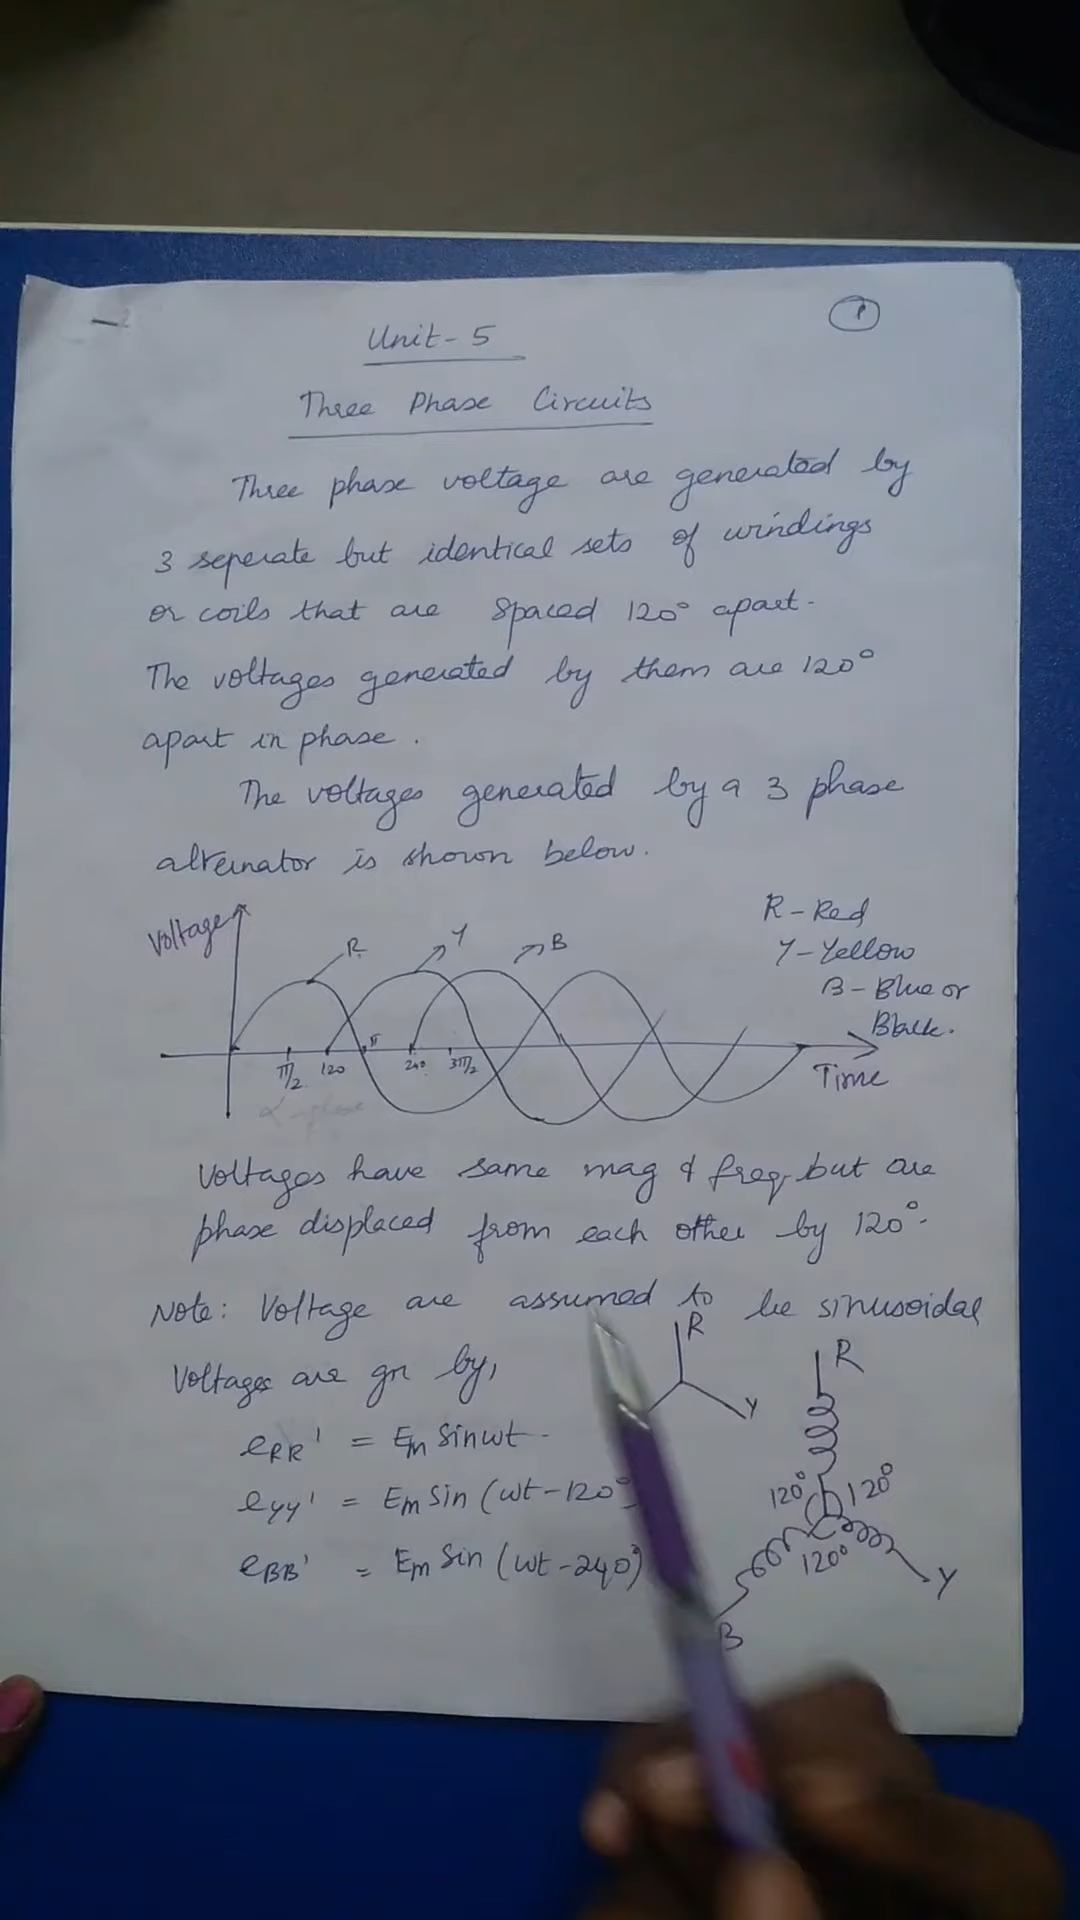 1
Unit - 5
Three Phase Circuits
Three phase voltage are generated by
3 seperate but identical sets of windings
or coils that are spaced 120° apart.
The voltages generated by them are 120°
apart in phase.
The voltages generated by a 3 phase
alternator is shown below.
R - Red
Y - Yellow
B - Blue or
Black.
Voltage
R
Y
B
π/2 120 π 240 3π/2
Time
Voltages have same mag & freq, but are
phase displaced from each other by 120°.
Note: Voltage are assumed to be sinusoidal
Voltages are gn by,
eRR' = Em Sinwt -
eyy' = Em Sin (wt-120°
eBB' = Em Sin (wt-240)
R
Y
R
120° 120°
120°
Y
B